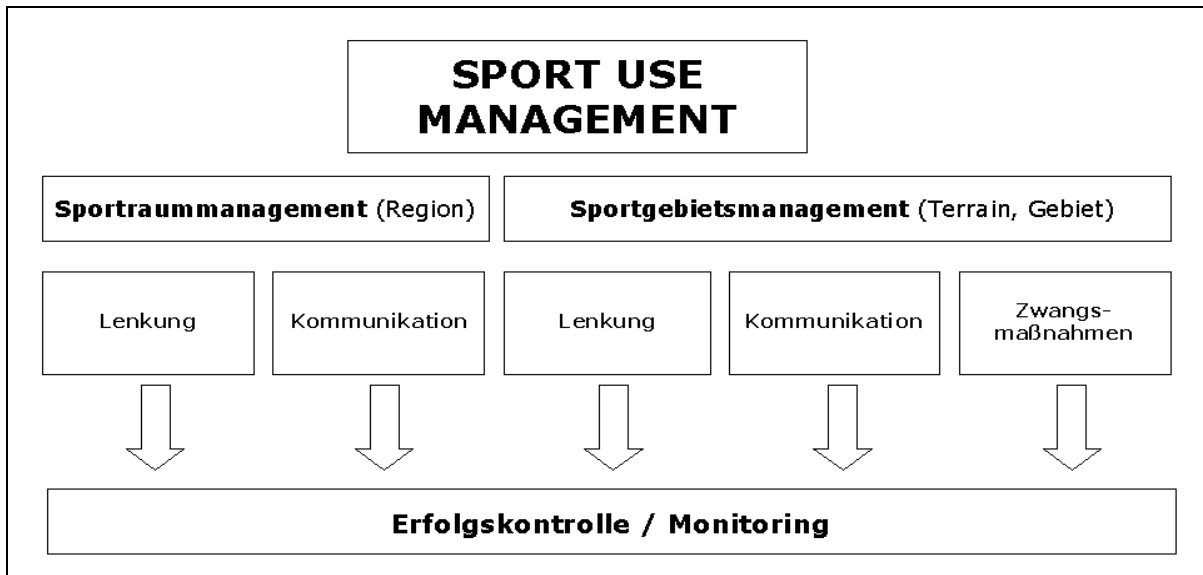 SPORT USE
MANAGEMENT
Sportraummanagement (Region)
Sportgebietsmanagement (Terrain, Gebiet)
Lenkung
Kommunikation
Lenkung
Kommunikation
Zwangs-
maßnahmen
Erfolgskontrolle / Monitoring